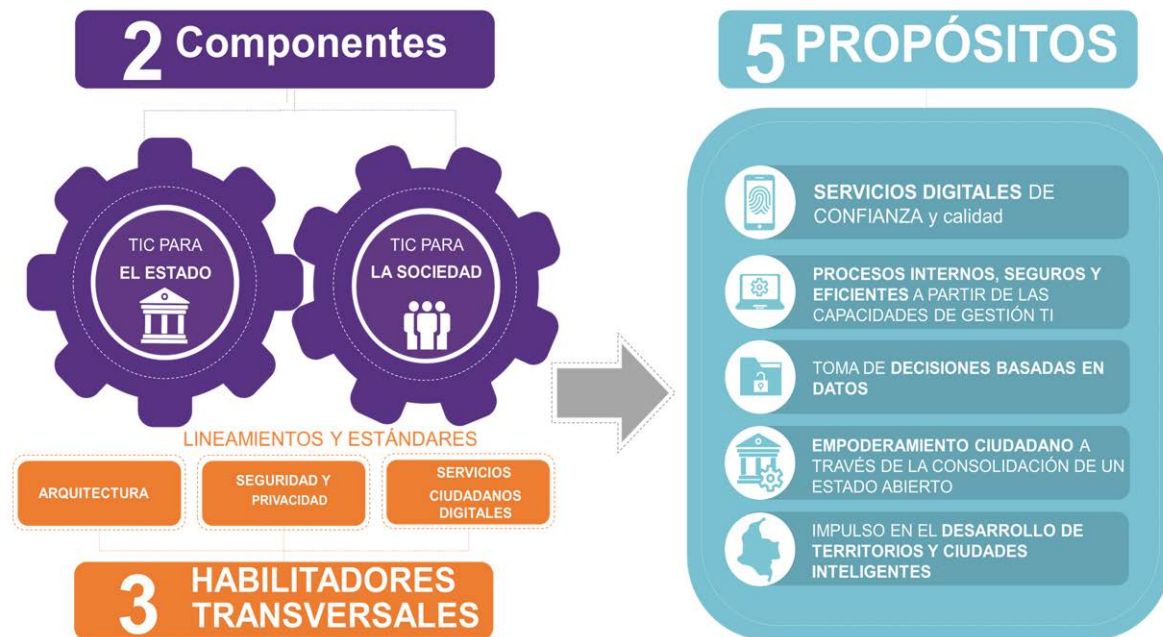 2 Componentes
TIC PARA
EL ESTADO
TIC PARA
LA SOCIEDAD
LINEAMIENTOS Y ESTÁNDARES
ARQUITECTURA
SEGURIDAD Y
PRIVACIDAD
SERVICIOS
CIUDADANOS
DIGITALES
3 HABILITADORES
TRANSVERSALES
5 PROPÓSITOS
SERVICIOS DIGITALES DE
CONFIANZA y calidad
PROCESOS INTERNOS, SEGUROS Y
EFICIENTES A PARTIR DE LAS
CAPACIDADES DE GESTIÓN TI
TOMA DE DECISIONES BASADAS EN
DATOS
EMPODERAMIENTO CIUDADANO A
TRAVÉS DE LA CONSOLIDACIÓN DE UN
ESTADO ABIERTO
IMPULSO EN EL DESARROLLO DE
TERRITORIOS Y CIUDADES
INTELIGENTES